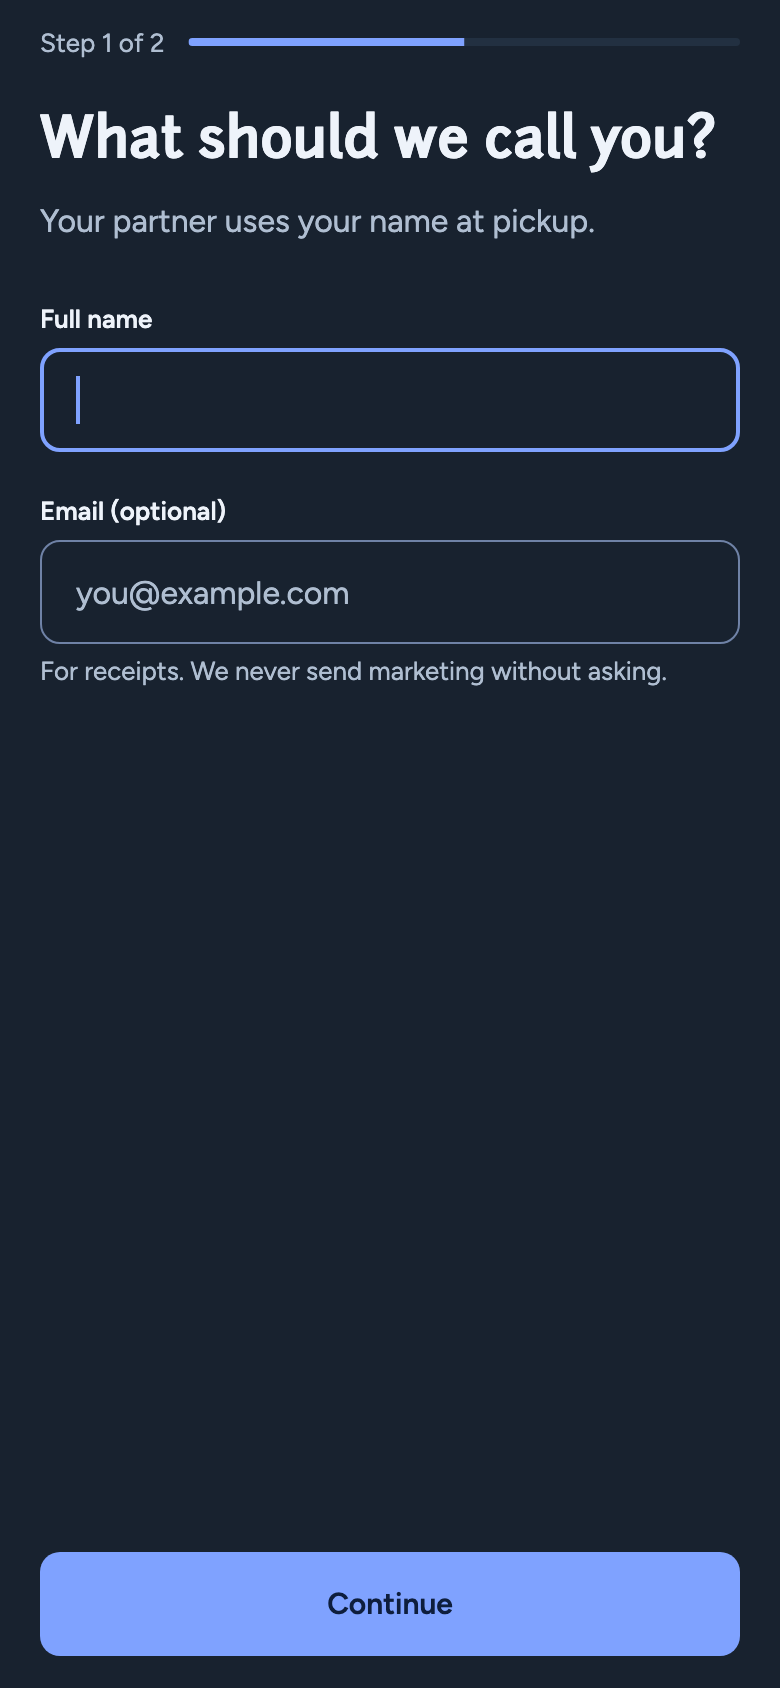 Step 1 of 2
What should we call you?
Your partner uses your name at pickup.
Full name
Email (optional)
you@example.com
For receipts. We never send marketing without asking.
Continue